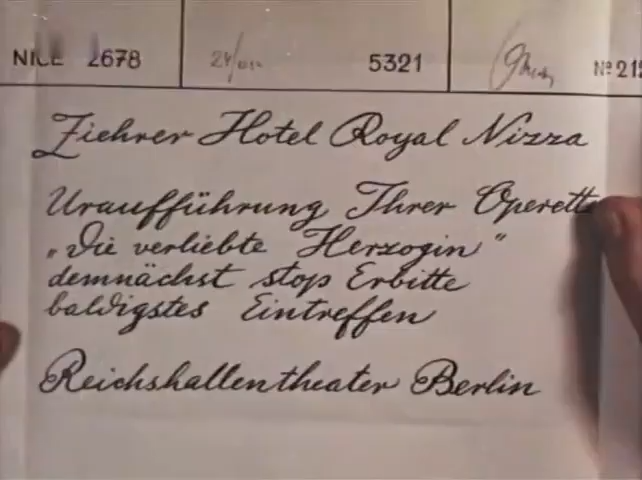 NICE 2678 5321 Nº 212
Ziehrer Hotel Royal Nizza
Uraufführung Ihrer Operette
„Die verliebte Herzogin"
demnächst stop Erbitte
baldigstes Eintreffen
Reichshallentheater Berlin